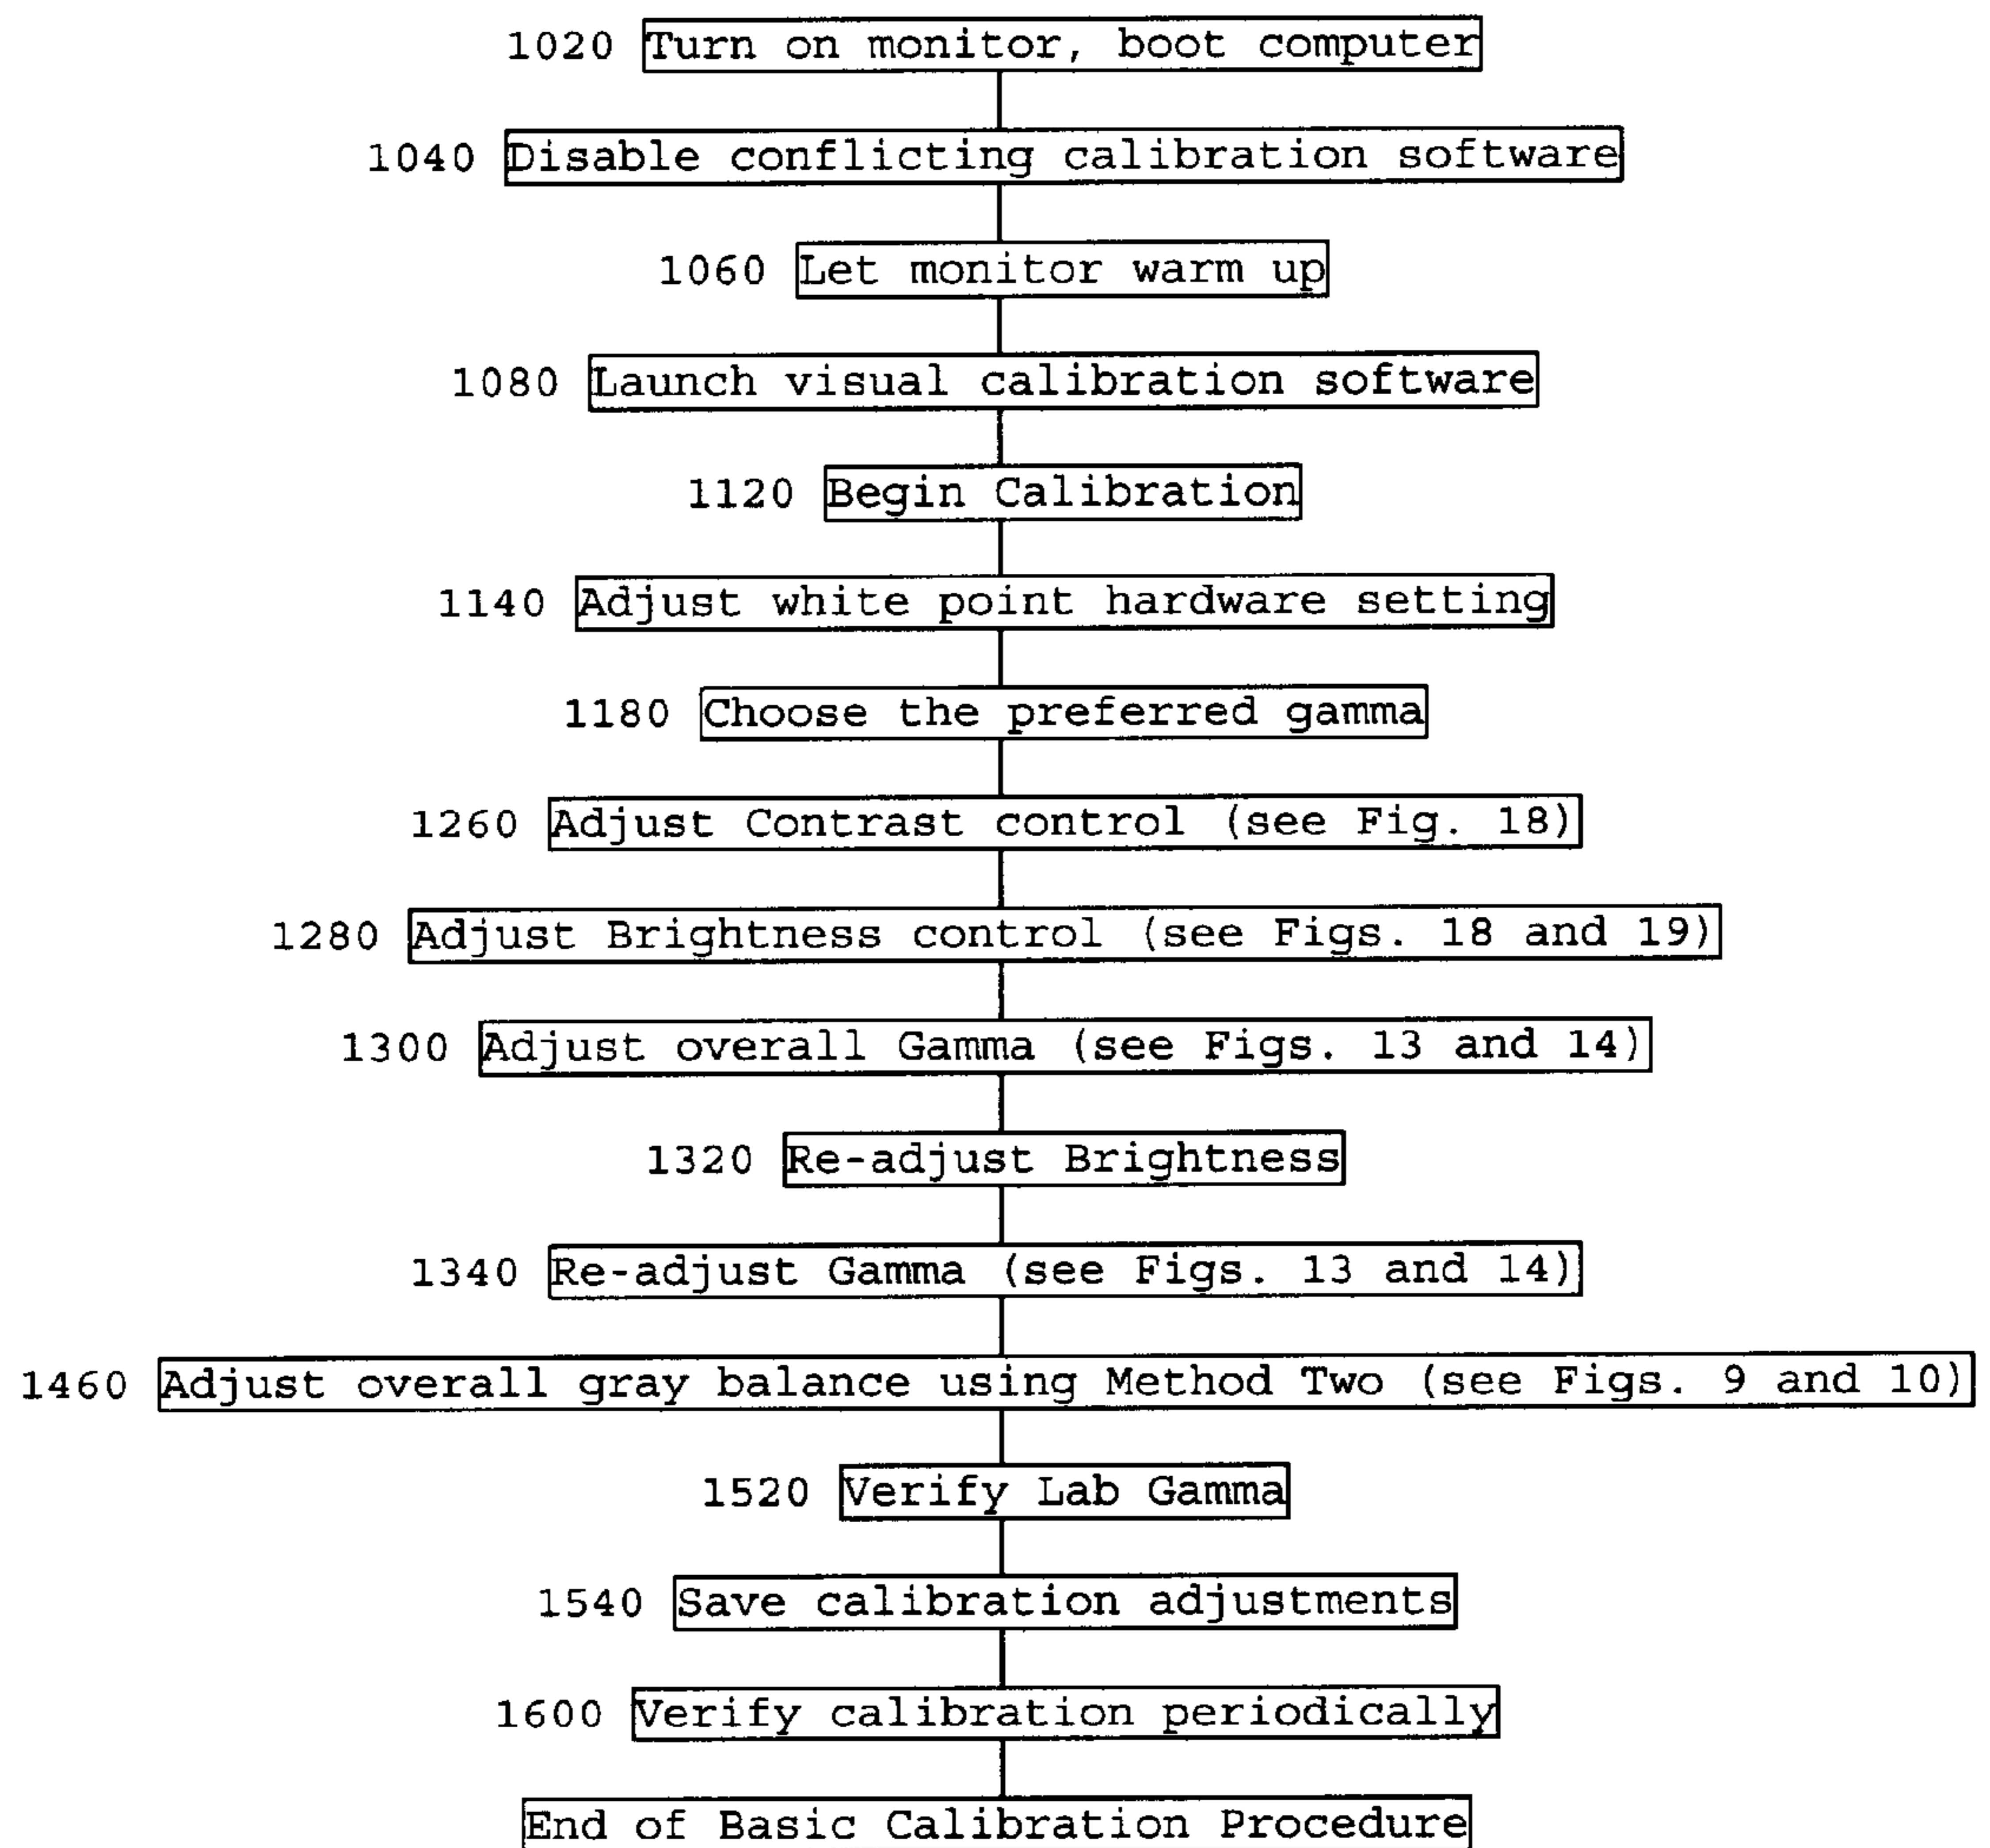 1020 Turn on monitor, boot computer
1040 Disable conflicting calibration software
1060 Let monitor warm up
1080 Launch visual calibration software
1120 Begin Calibration
1140 Adjust white point hardware setting
1180 Choose the preferred gamma
1260 Adjust Contrast control (see Fig. 18)
1280 Adjust Brightness control (see Figs. 18 and 19)
1300 Adjust overall Gamma (see Figs. 13 and 14)
1320 Re-adjust Brightness
1340 Re-adjust Gamma (see Figs. 13 and 14)
1460 Adjust overall gray balance using Method Two (see Figs. 9 and 10)
1520 Verify Lab Gamma
1540 Save calibration adjustments
1600 Verify calibration periodically
End of Basic Calibration Procedure